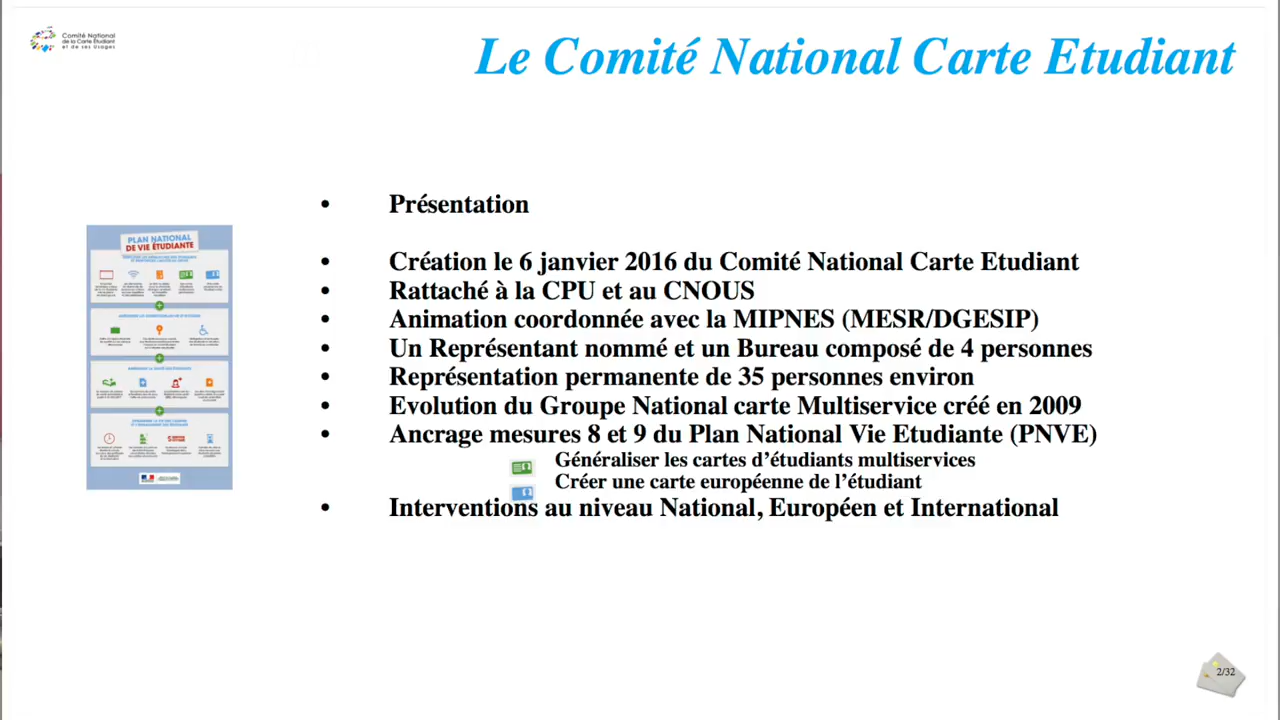 Comité National
de la Carte Etudiant
et de ses Usages
Le Comité National Carte Etudiant
• Présentation
• Création le 6 janvier 2016 du Comité National Carte Etudiant
• Rattaché à la CPU et au CNOUS
• Animation coordonnée avec la MIPNES (MESR/DGESIP)
• Un Représentant nommé et un Bureau composé de 4 personnes
• Représentation permanente de 35 personnes environ
• Evolution du Groupe National carte Multiservice créé en 2009
• Ancrage mesures 8 et 9 du Plan National Vie Etudiante (PNVE)
Généraliser les cartes d’étudiants multiservices
Créer une carte européenne de l’étudiant
• Interventions au niveau National, Européen et International
PLAN NATIONAL
DE VIE ÉTUDIANTE
2/32